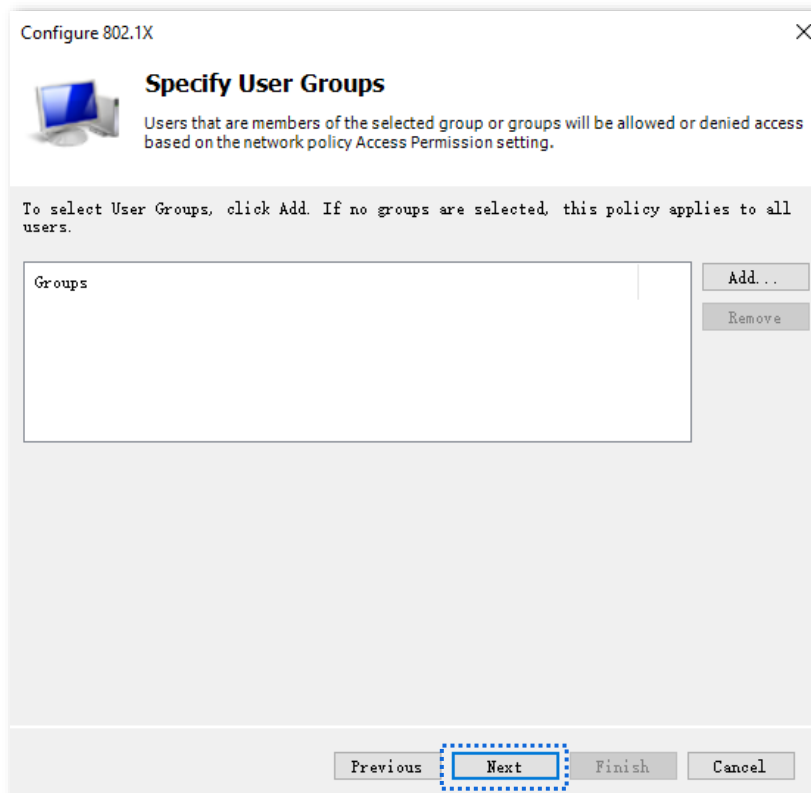 Configure 802.1X
Specify User Groups
Users that are members of the selected group or groups will be allowed or denied access
based on the network policy Access Permission setting.
To select User Groups, click Add. If no groups are selected, this policy applies to all
users.
Groups
Add...
Remove
Previous
Next
Finish
Cancel